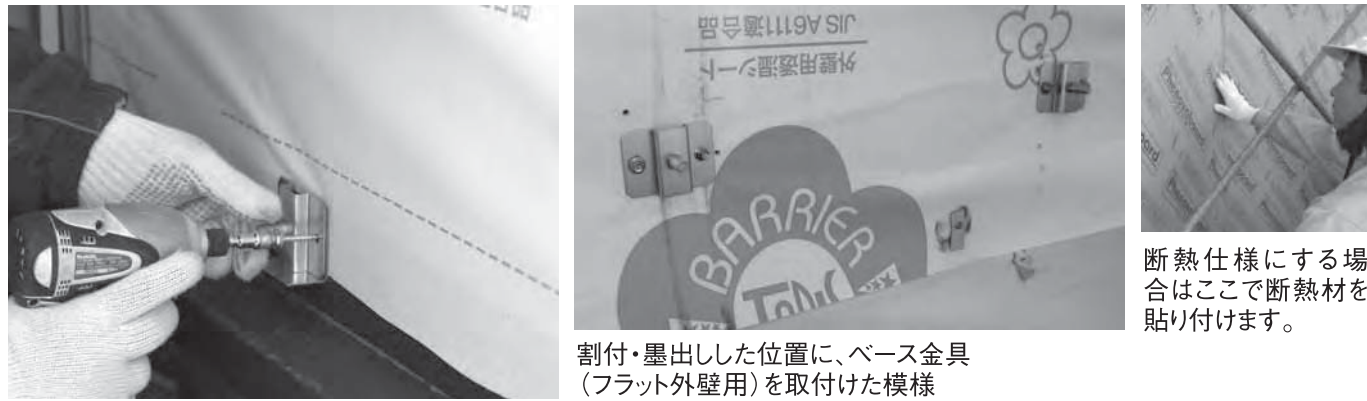 JIS A6111適合品
外壁用透湿シート
BARRIER
割付・墨出しした位置に、ベース金具
（フラット外壁用）を取付けた模様
断熱仕様にする場
合はここで断熱材を
貼り付けます。